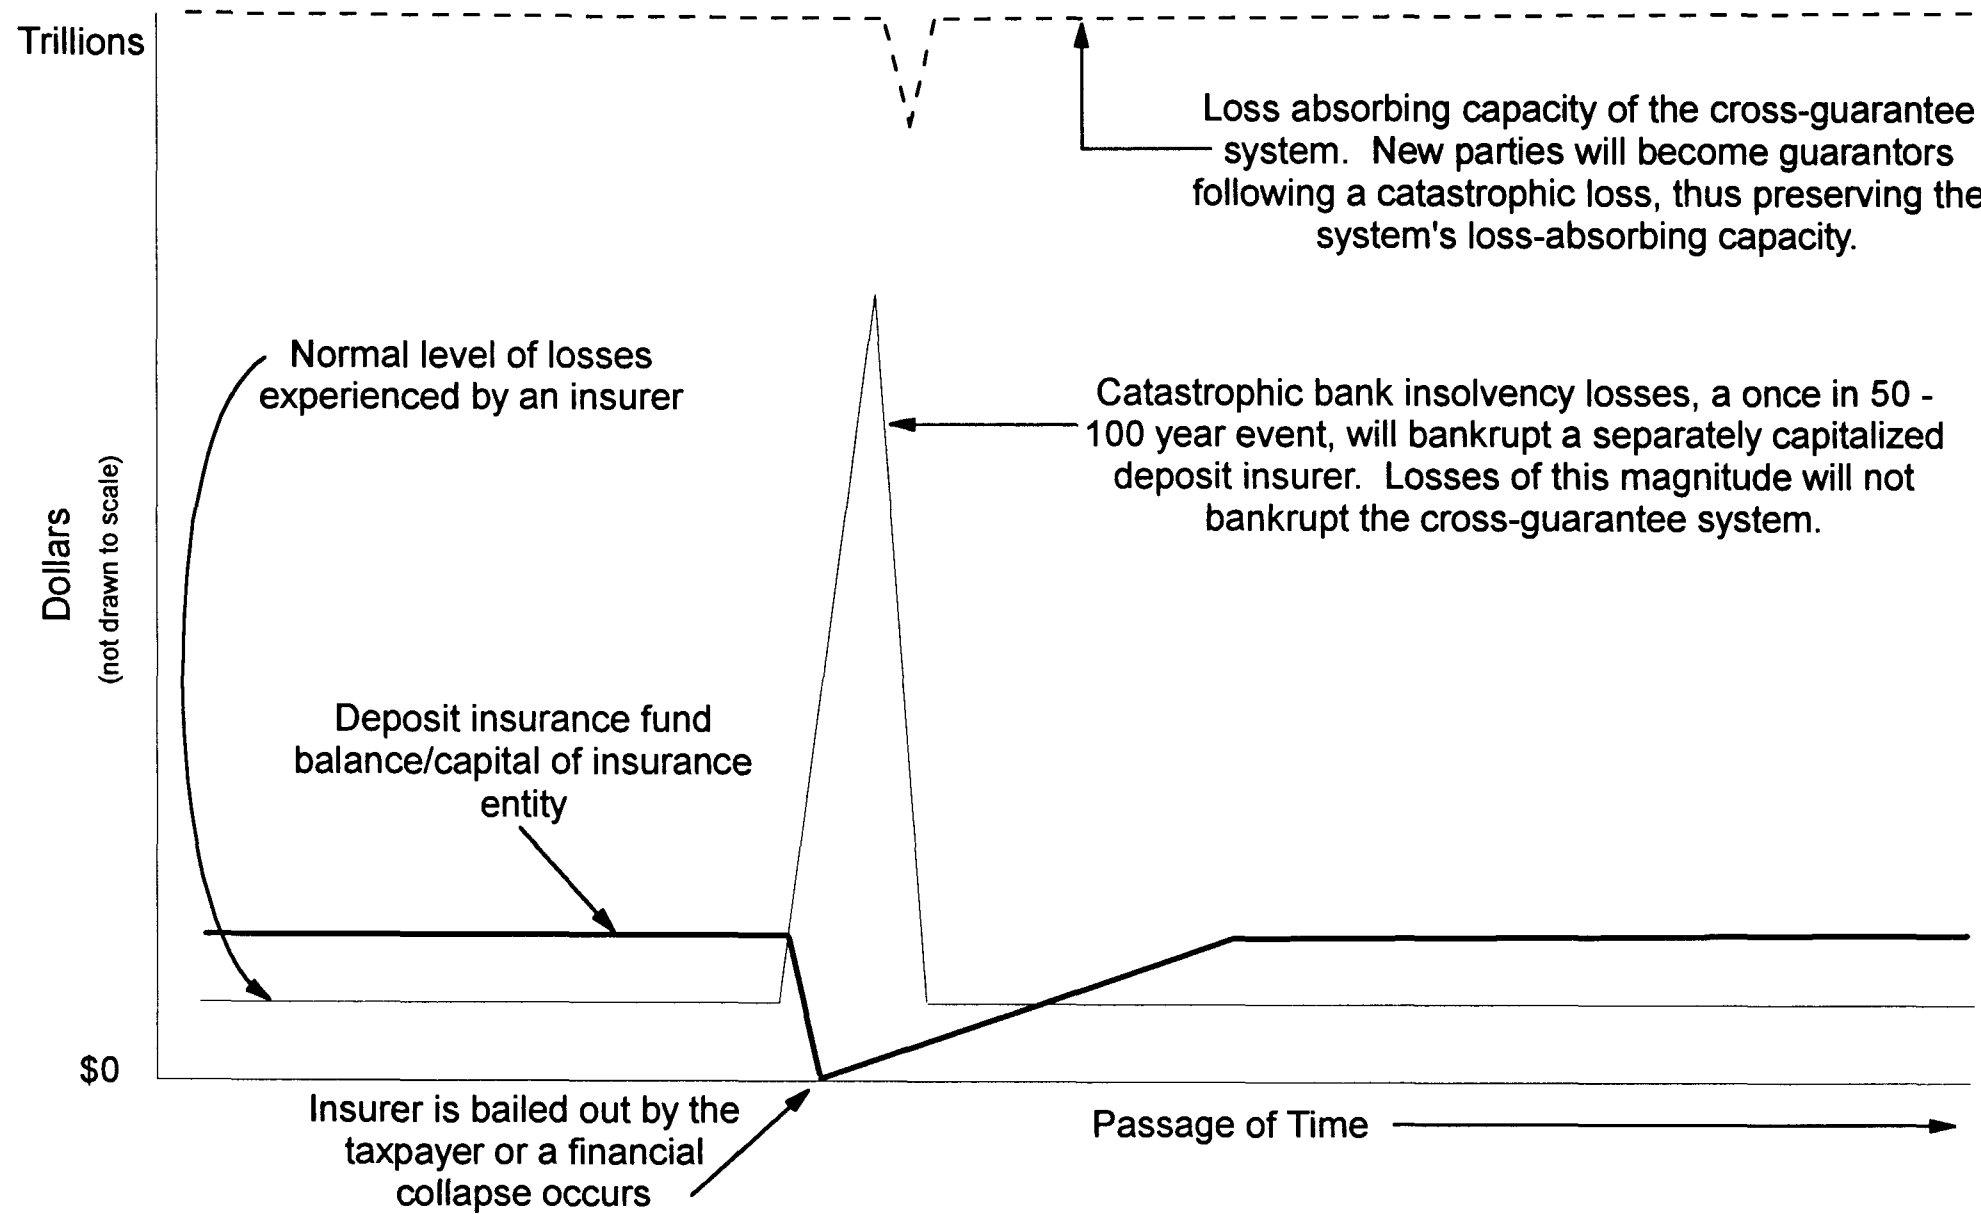 Trillions
Loss absorbing capacity of the cross-guarantee
system.  New parties will become guarantors
following a catastrophic loss, thus preserving the
system's loss-absorbing capacity.
Normal level of losses
experienced by an insurer
Catastrophic bank insolvency losses, a once in 50 -
100 year event, will bankrupt a separately capitalized
deposit insurer.  Losses of this magnitude will not
bankrupt the cross-guarantee system.
Dollars
(not drawn to scale)
Deposit insurance fund
balance/capital of insurance
entity
$0
Insurer is bailed out by the
taxpayer or a financial
collapse occurs
Passage of Time